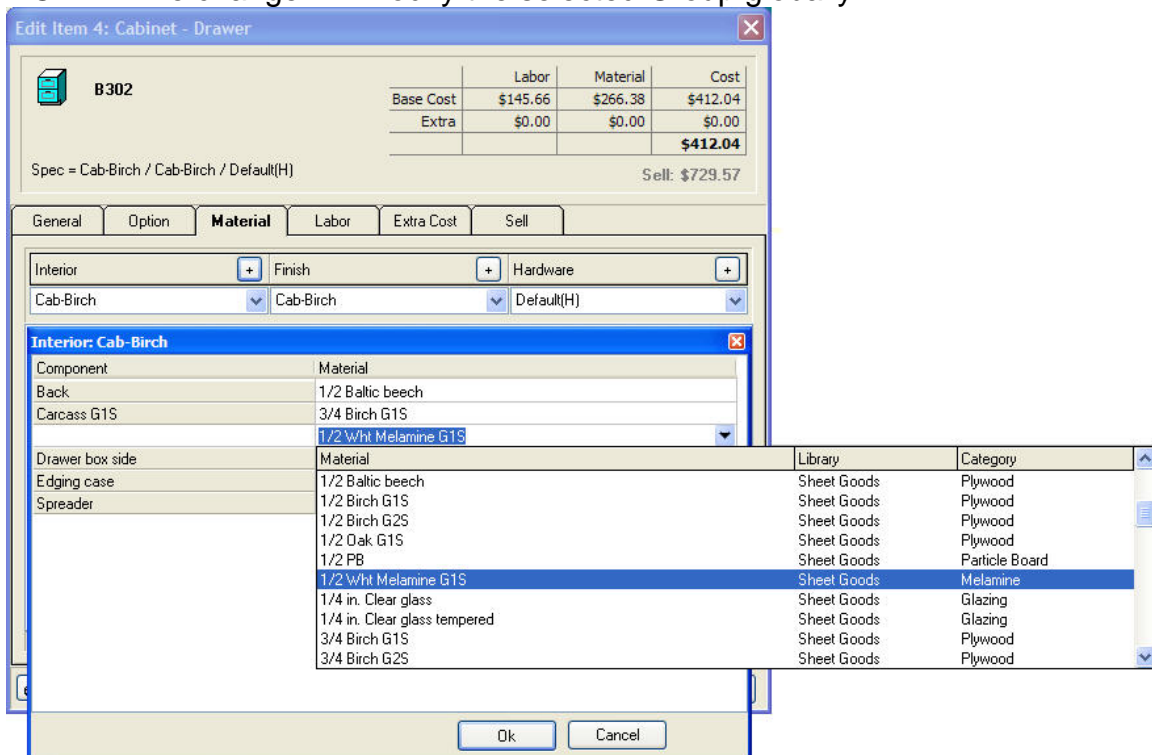 Edit Item 4: Cabinet - Drawer
B302
Labor Material Cost
Base Cost $145.66 $266.38 $412.04
Extra $0.00 $0.00 $0.00
$412.04
Spec = Cab-Birch / Cab-Birch / Default(H)
Sell: $729.57
General Option Material Labor Extra Cost Sell
Interior + Finish + Hardware +
Cab-Birch Cab-Birch Default(H)
Interior: Cab-Birch
Component Material
Back 1/2 Baltic beech
Carcass G1S 3/4 Birch G1S
1/2 Wht Melamine G1S
Drawer box side
Edging case
Spreader
Material Library Category
1/2 Baltic beech Sheet Goods Plywood
1/2 Birch G1S Sheet Goods Plywood
1/2 Birch G2S Sheet Goods Plywood
1/2 Oak G1S Sheet Goods Plywood
1/2 PB Sheet Goods Particle Board
1/2 Wht Melamine G1S Sheet Goods Melamine
1/4 in. Clear glass Sheet Goods Glazing
1/4 in. Clear glass tempered Sheet Goods Glazing
3/4 Birch G1S Sheet Goods Plywood
3/4 Birch G2S Sheet Goods Plywood
Ok Cancel